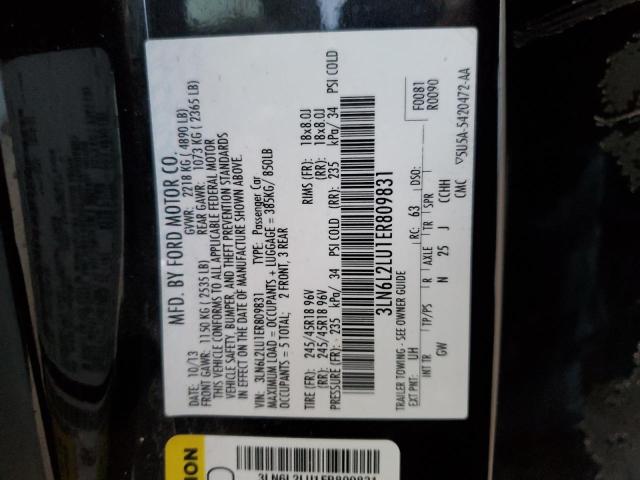 MFD. BY FORD MOTOR CO.
DATE: 10/13 GVWR: 2218 KG ( 4890 LB)
FRONT GAWR: 1150 KG ( 2535 LB) REAR GAWR: 1073 KG ( 2365 LB)
THIS VEHICLE CONFORMS TO ALL APPLICABLE FEDERAL MOTOR
VEHICLE SAFETY, BUMPER, AND THEFT PREVENTION STANDARDS
IN EFFECT ON THE DATE OF MANUFACTURE SHOWN ABOVE.
VIN: 3LN6L2LU1ER809831 TYPE: Passenger Car
MAXIMUM LOAD = OCCUPANTS + LUGGAGE = 385KG/ 850LB
OCCUPANTS = 5 TOTAL: 2 FRONT, 3 REAR
TIRE (FR): 245/45R18 96V RIMS (FR): 18x8.0J
(RR): 245/45R18 96V (RR): 18x8.0J
PRESSURE (FR): 235 kPa/ 34 PSI COLD (RR): 235 kPa/ 34 PSI COLD
3LN6L2LU1ER809831
TRAILER TOWING - SEE OWNER GUIDE
F0081
EXT PNT: UH RC: 63 DSO: R0090
INT TR TP/PS R AXLE TR SPR
GW N 25 J CCHH
CMC ▽5U5A-5420472-AA
3LN6L2LU1ER809831